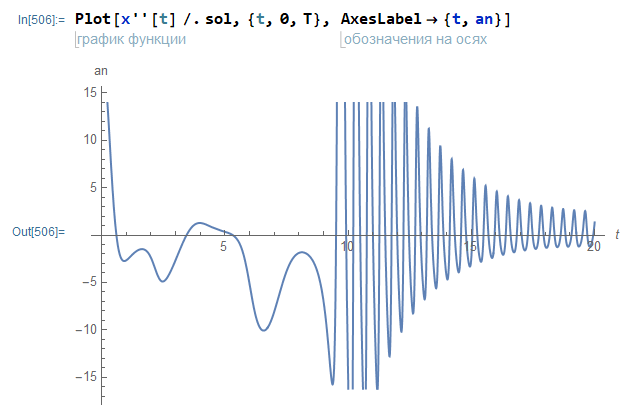 In[506]:= Plot[x''[t] /. sol, {t, 0, T}, AxesLabel → {t, an}]
график функции обозначения на осях
an
15
10
5
Out[506]=
5 10 15 20 t
-5
-10
-15